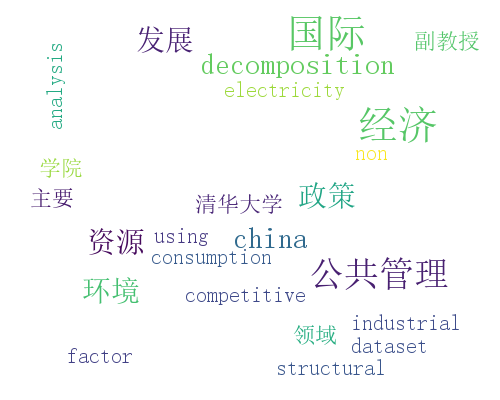 国际
发展
副教授
decomposition
analysis
electricity
经济
non
学院
主要
清华大学
政策
资源
using
china
consumption
公共管理
环境
competitive
领域
industrial
factor
dataset
structural